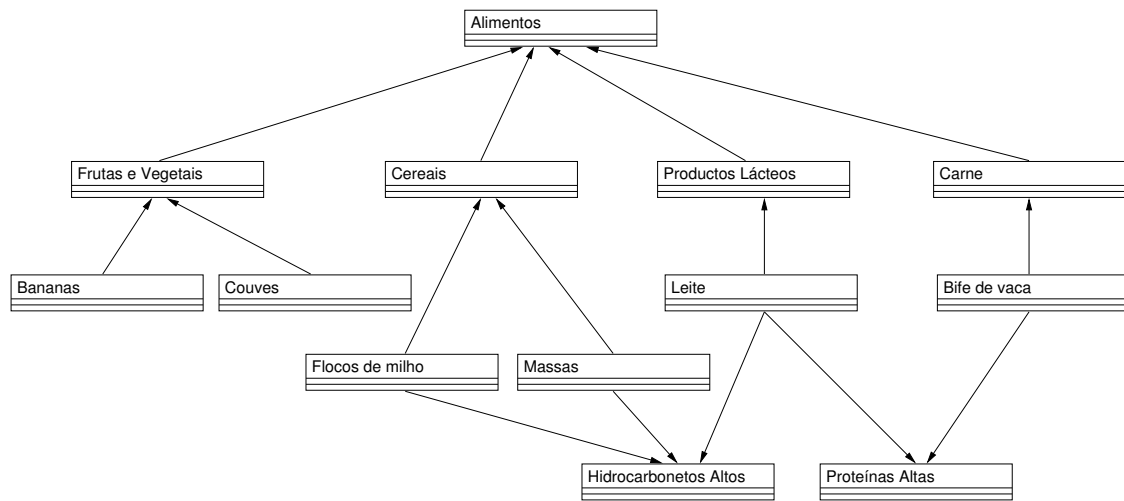 Alimentos
Frutas e Vegetais
Cereais
Productos Lácteos
Carne
Bananas
Couves
Leite
Bife de vaca
Flocos de milho
Massas
Hidrocarbonetos Altos
Proteínas Altas